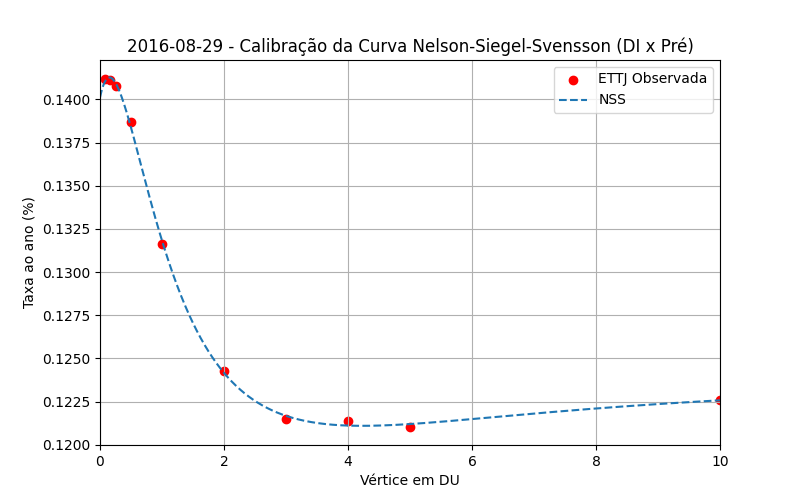 2016-08-29 - Calibração da Curva Nelson-Siegel-Svensson (DI x Pré)
ETTJ Observada
NSS
Taxa ao ano (%)
0.1400
0.1375
0.1350
0.1325
0.1300
0.1275
0.1250
0.1225
0.1200
0 2 4 6 8 10
Vértice em DU